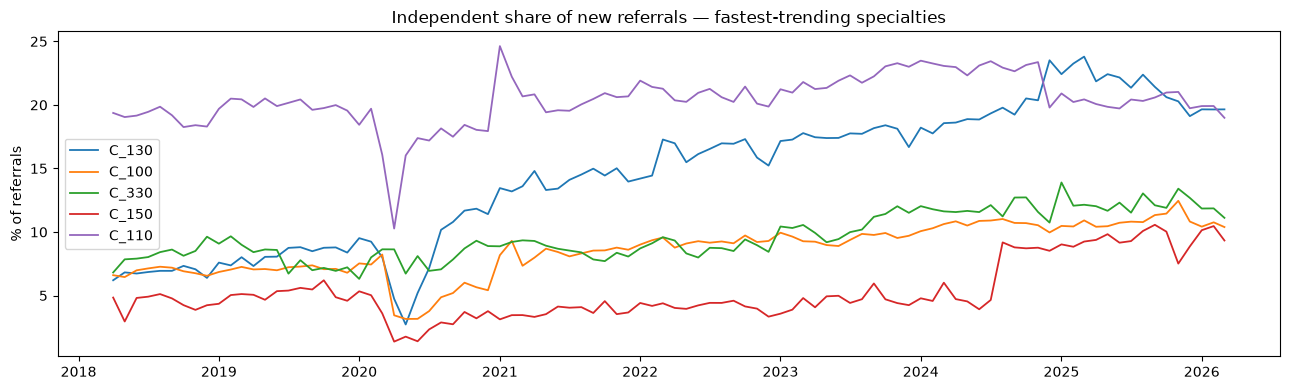 Independent share of new referrals — fastest-trending specialties
% of referrals
25
20
15
10
5
C_130
C_100
C_330
C_150
C_110
2018
2019
2020
2021
2022
2023
2024
2025
2026